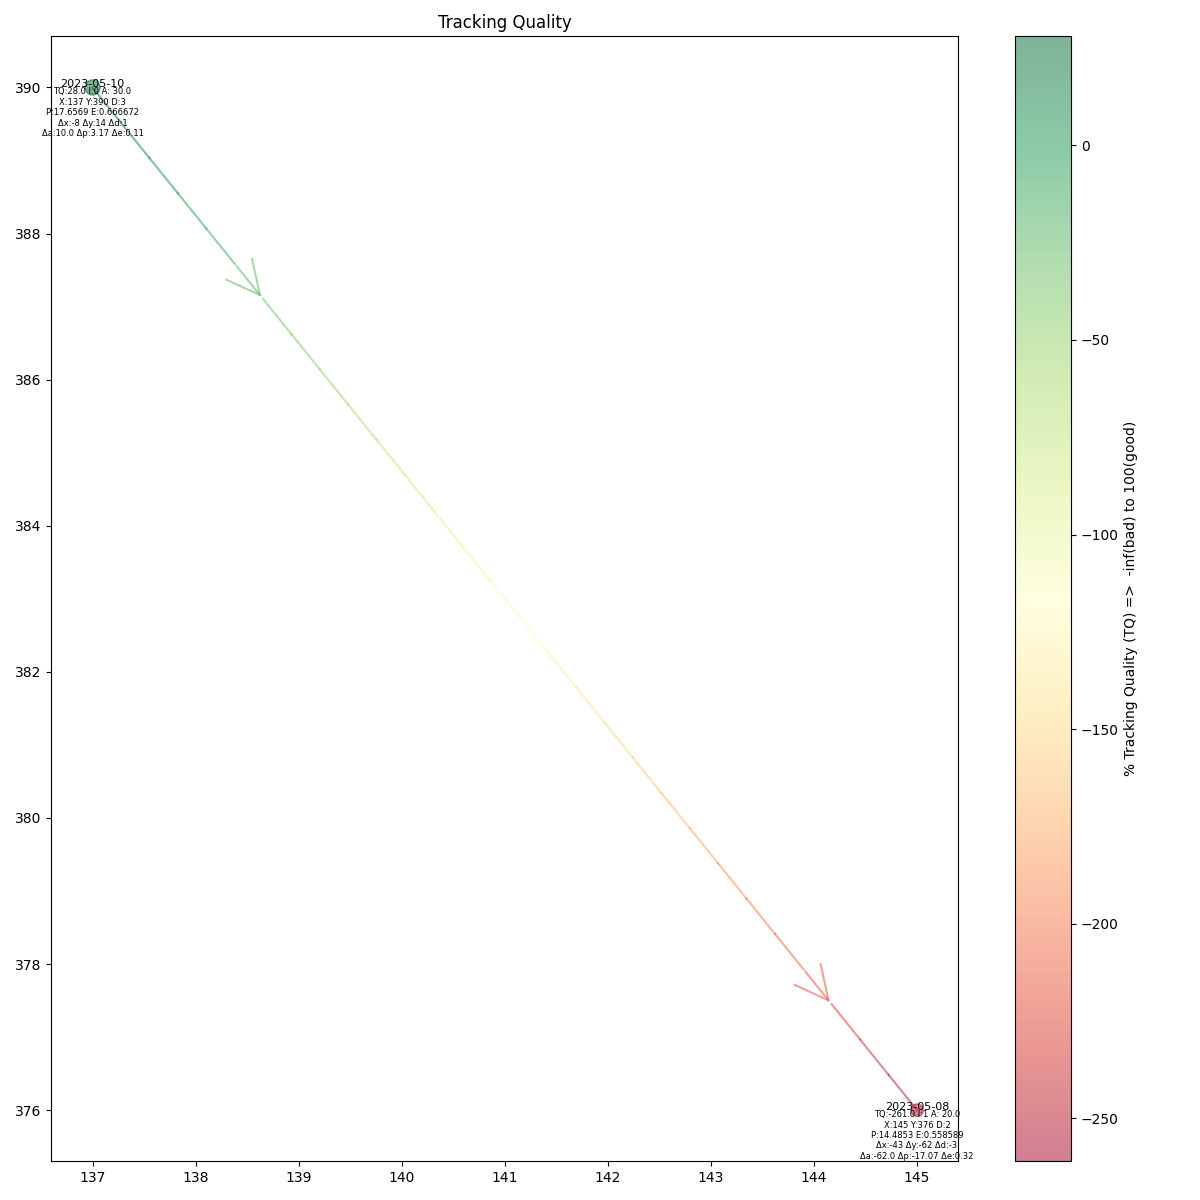 Tracking Quality
390
388
386
384
382
380
378
376
2023-05-10
TQ:28.0 I:0 A: 30.0
X:137 Y:390 D:3
P:17.6569 E:0.666672
Δx:-8 Δy:14 Δd:1
Δa:10.0 Δp:3.17 Δe:0.11
2023-05-08
TQ:-261.0 I:1 A: 20.0
X:145 Y:376 D:2
P:14.4853 E:0.558589
Δx:-43 Δy:-62 Δd:-3
Δa:-62.0 Δp:-17.07 Δe:0.32
137 138 139 140 141 142 143 144 145
0
−50
−100
−150
−200
−250
% Tracking Quality (TQ) => -inf(bad) to 100(good)